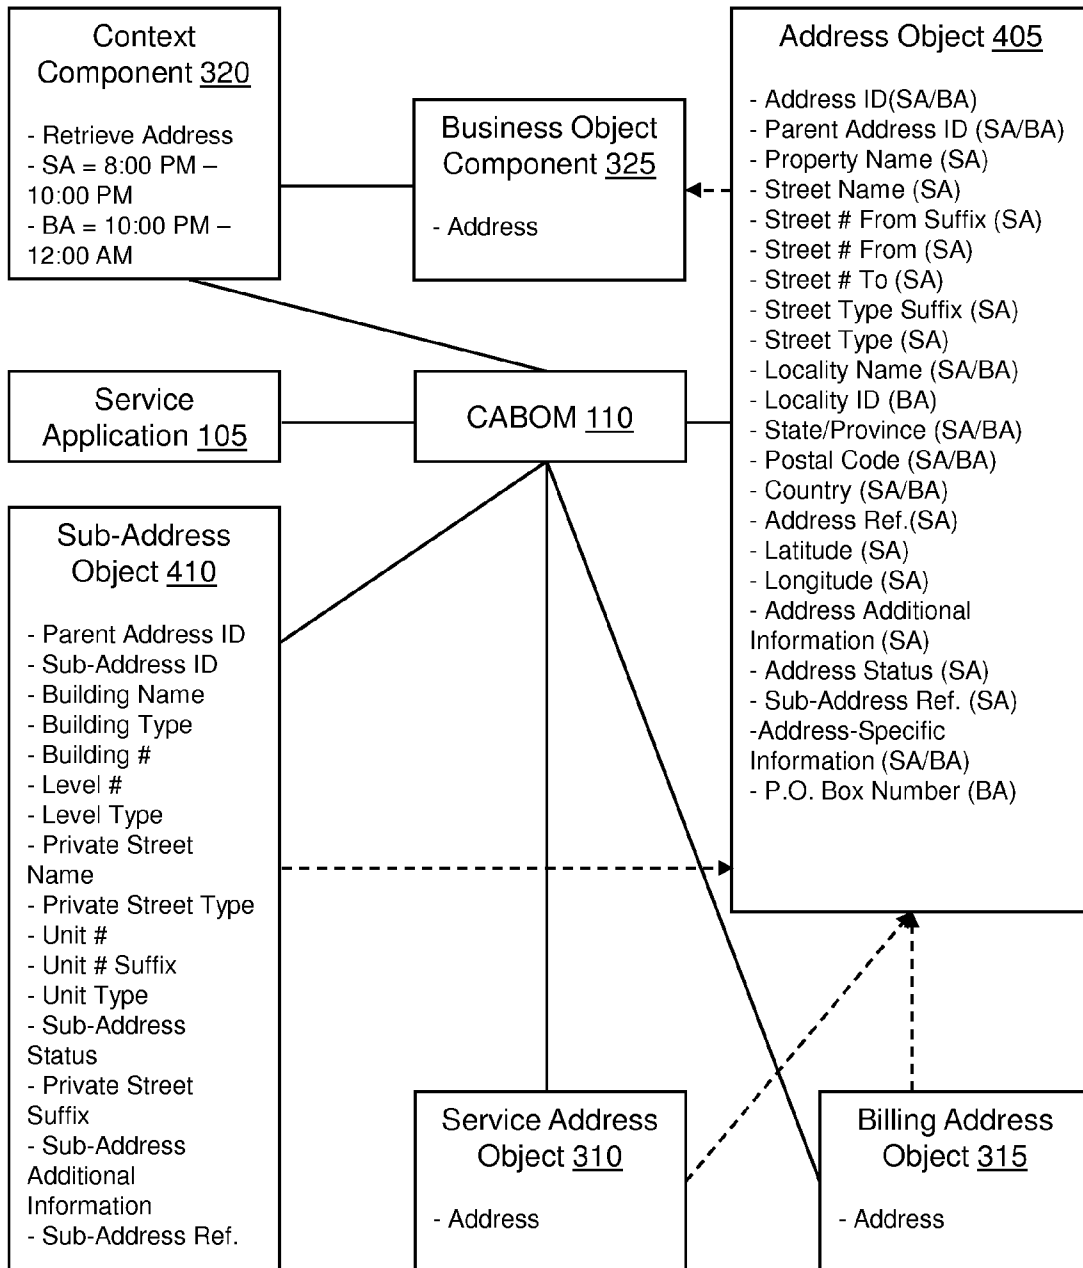 Context
Component 320
- Retrieve Address
- SA = 8:00 PM –
10:00 PM
- BA = 10:00 PM –
12:00 AM
Business Object
Component 325
- Address
Address Object 405
- Address ID(SA/BA)
- Parent Address ID (SA/BA)
- Property Name (SA)
- Street Name (SA)
- Street # From Suffix (SA)
- Street # From (SA)
- Street # To (SA)
- Street Type Suffix (SA)
- Street Type (SA)
- Locality Name (SA/BA)
- Locality ID (BA)
- State/Province (SA/BA)
- Postal Code (SA/BA)
- Country (SA/BA)
- Address Ref.(SA)
- Latitude (SA)
- Longitude (SA)
- Address Additional
Information (SA)
- Address Status (SA)
- Sub-Address Ref. (SA)
-Address-Specific
Information (SA/BA)
- P.O. Box Number (BA)
Service
Application 105
CABOM 110
Sub-Address
Object 410
- Parent Address ID
- Sub-Address ID
- Building Name
- Building Type
- Building #
- Level #
- Level Type
- Private Street
Name
- Private Street Type
- Unit #
- Unit # Suffix
- Unit Type
- Sub-Address
Status
- Private Street
Suffix
- Sub-Address
Additional
Information
- Sub-Address Ref.
Service Address
Object 310
- Address
Billing Address
Object 315
- Address